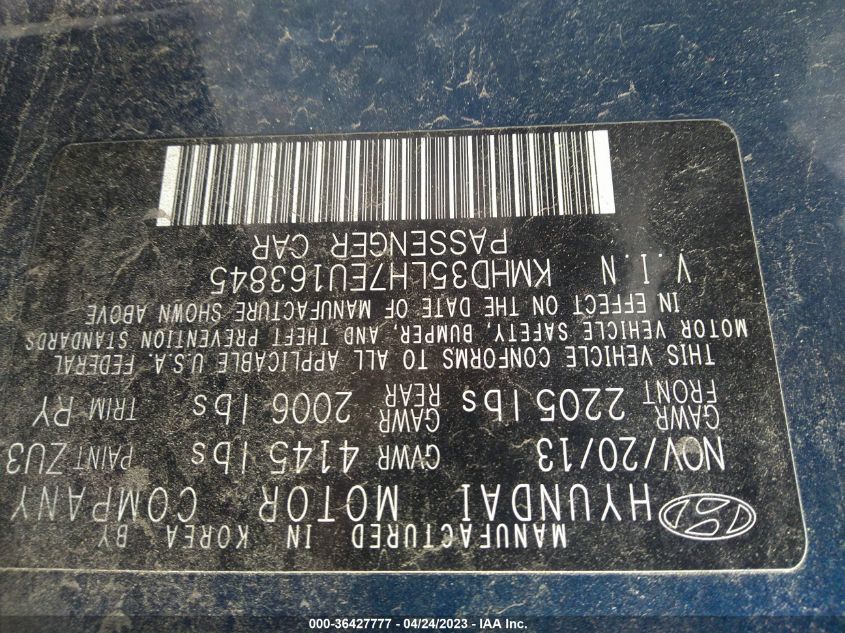 MANUFACTURED IN KOREA BY
HYUNDAI MOTOR COMPANY
NOV/20/13 GVWR 4145 lbs PAINT ZU3
GAWR FRONT 2205 lbs GAWR REAR 2006 lbs TRIM RY
THIS VEHICLE CONFORMS TO ALL APPLICABLE U.S.A. FEDERAL
MOTOR VEHICLE SAFETY, BUMPER, AND THEFT PREVENTION STANDARDS
IN EFFECT ON THE DATE OF MANUFACTURE SHOWN ABOVE
V.I.N KMHD35LH7EU163845
PASSENGER CAR
000-36427777 - 04/24/2023 - IAA Inc.